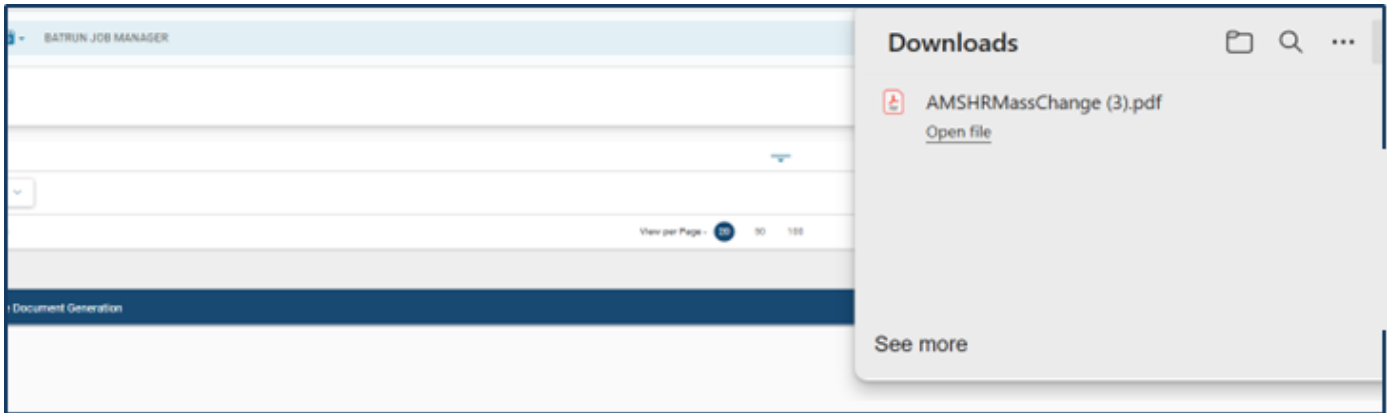 BATRUN JOB MANAGER
Downloads
AMSHRMassChange (3).pdf
Open file
View per Page - 20 50 100
Document Generation
See more